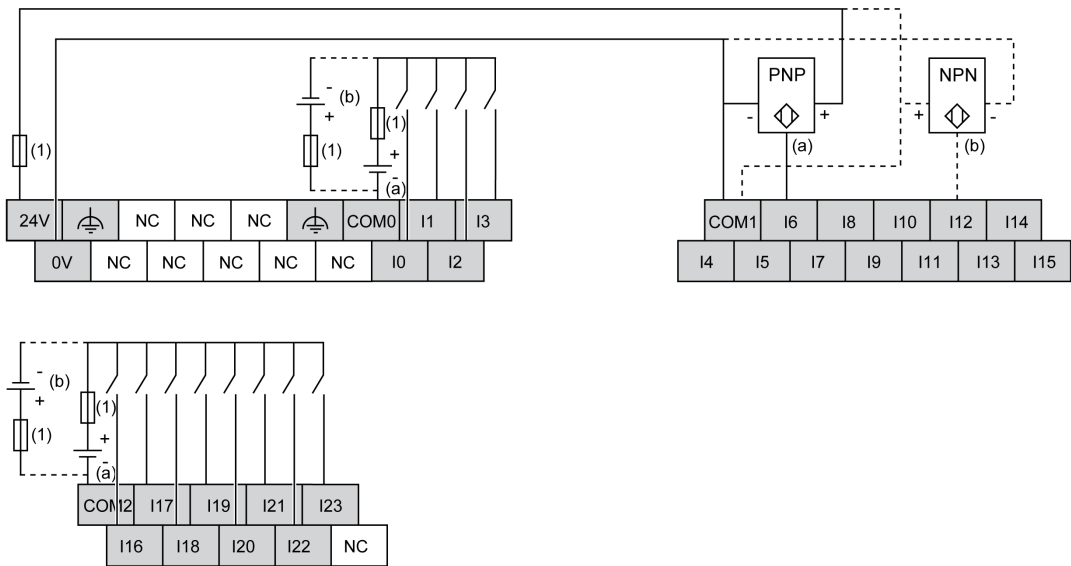 PNP NPN
- (b) (1)
+ (1) +
- (a)
(1)
- + + -
(a) (b)
24V NC NC NC COM0 I1 I3
0V NC NC NC NC NC I0 I2
COM1 I6 I8 I10 I12 I14
I4 I5 I7 I9 I11 I13 I15
- (b)
+ (1)
(1) +
- (a)
COM2 I17 I19 I21 I23
I16 I18 I20 I22 NC